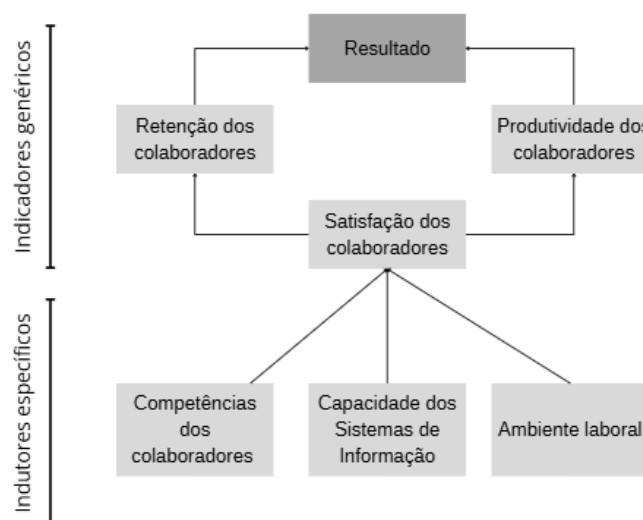 Indicadores genéricos
Resultado
Retenção dos
colaboradores
Produtividade dos
colaboradores
Satisfação dos
colaboradores
Indutores específicos
Competências
dos
colaboradores
Capacidade dos
Sistemas de
Informação
Ambiente laboral